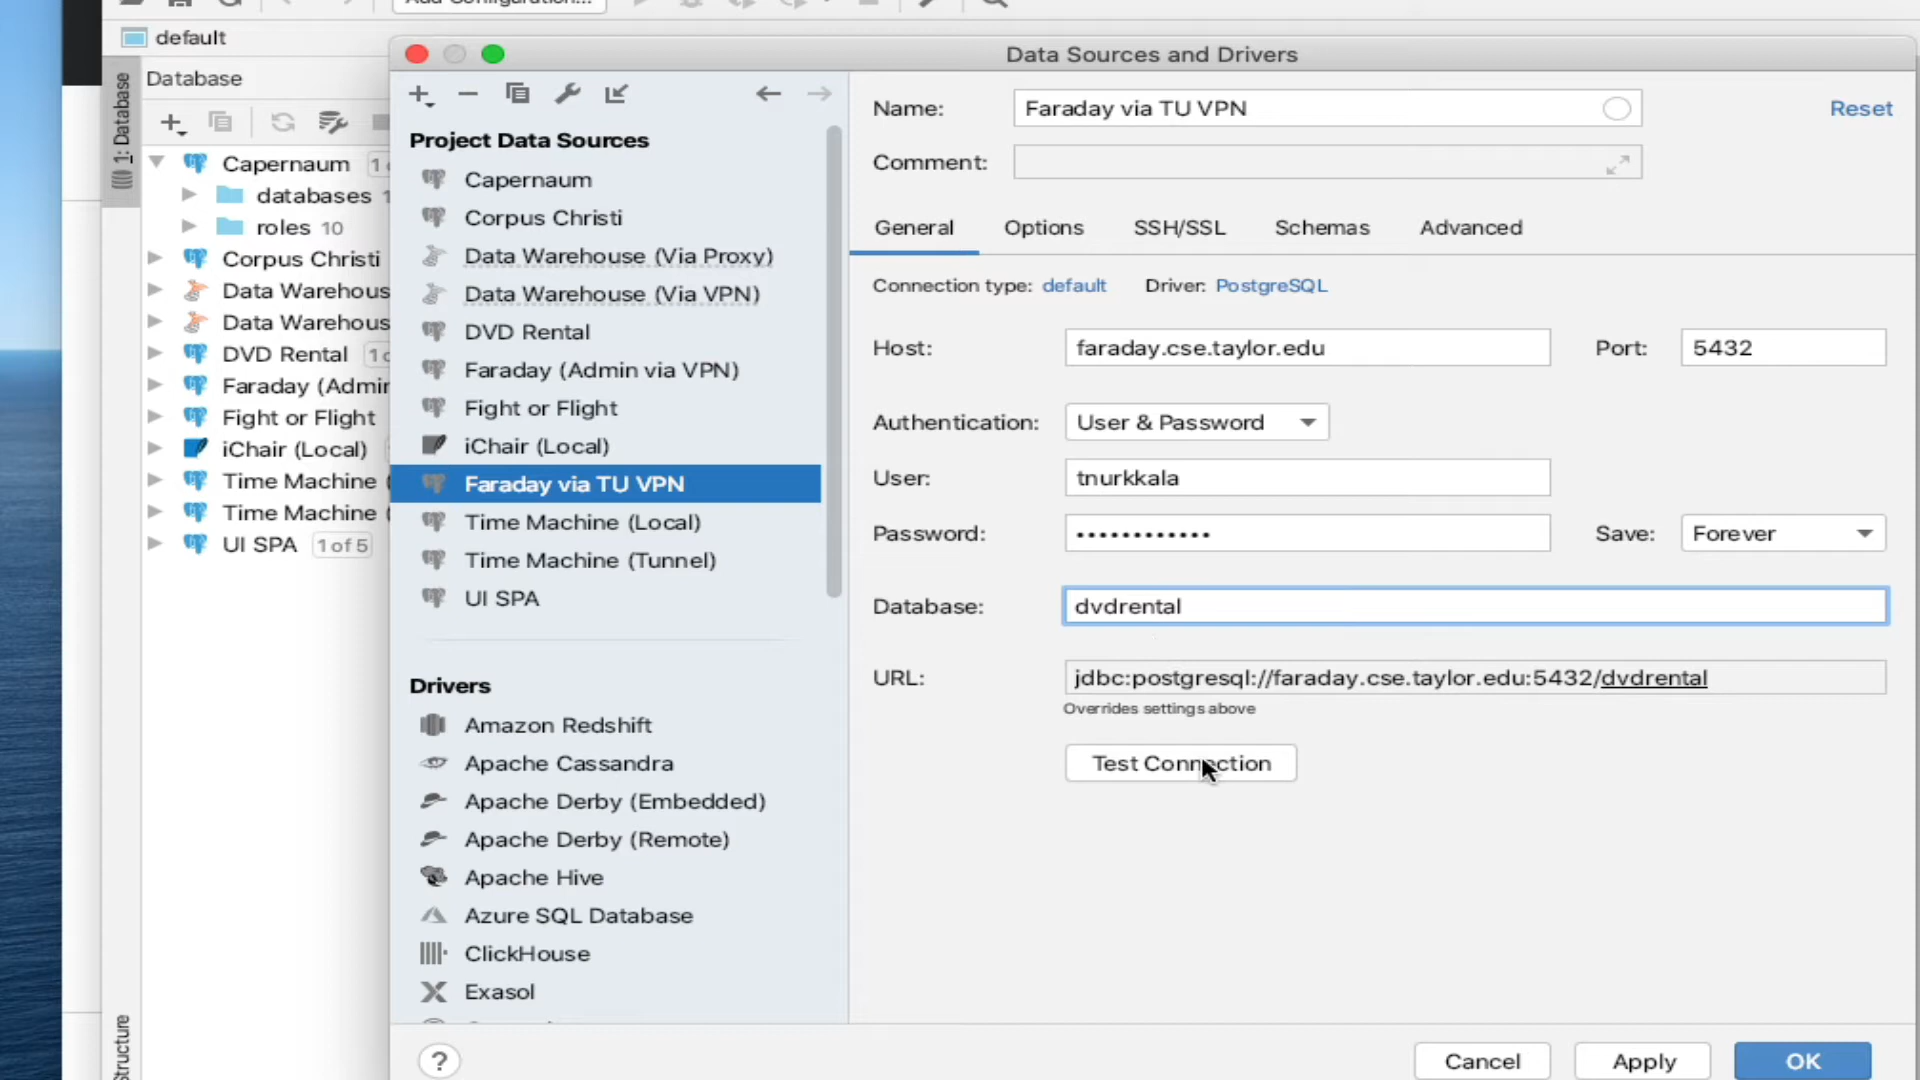 Add Configuration...
default
Data Sources and Drivers
1: Database
Database
Structure
Capernaum
databases
roles 10
Corpus Christi
Data Warehous
Data Warehous
DVD Rental
Faraday (Admin
Fight or Flight
iChair (Local)
Time Machine (
Time Machine (
UI SPA 1 of 5
Project Data Sources
Capernaum
Corpus Christi
Data Warehouse (Via Proxy)
Data Warehouse (Via VPN)
DVD Rental
Faraday (Admin via VPN)
Fight or Flight
iChair (Local)
Faraday via TU VPN
Time Machine (Local)
Time Machine (Tunnel)
UI SPA
Drivers
Amazon Redshift
Apache Cassandra
Apache Derby (Embedded)
Apache Derby (Remote)
Apache Hive
Azure SQL Database
ClickHouse
Exasol
Name: Faraday via TU VPN Reset
Comment:
General Options SSH/SSL Schemas Advanced
Connection type: default Driver: PostgreSQL
Host: faraday.cse.taylor.edu Port: 5432
Authentication: User & Password
User: tnurkkala
Password: •••••••••••• Save: Forever
Database: dvdrental
URL: jdbc:postgresql://faraday.cse.taylor.edu:5432/dvdrental
Overrides settings above
Test Connection
? Cancel Apply OK